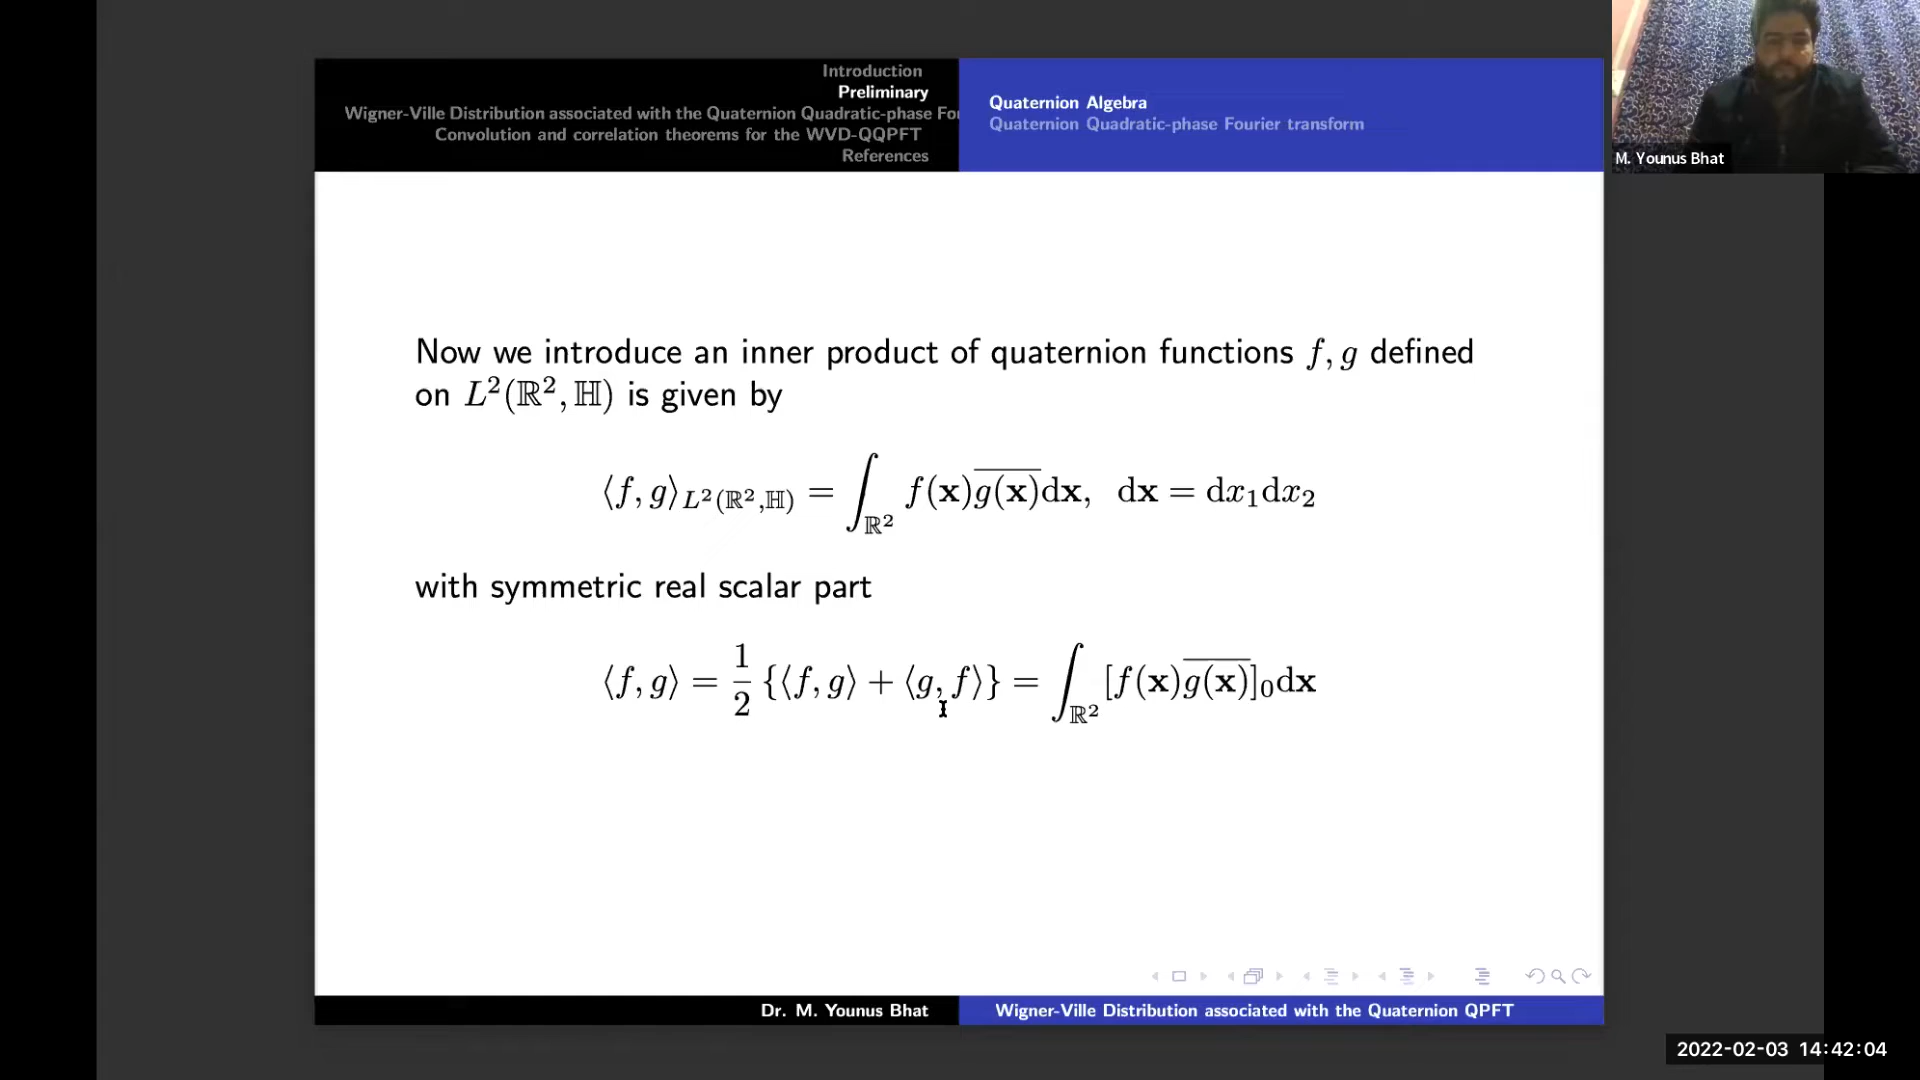 Introduction
Preliminary
Wigner-Ville Distribution associated with the Quaternion Quadratic-phase Fou
Convolution and correlation theorems for the WVD-QQPFT
References
Quaternion Algebra
Quaternion Quadratic-phase Fourier transform
M. Younus Bhat
Now we introduce an inner product of quaternion functions f, g defined
on L²(ℝ², ℍ) is given by
⟨f, g⟩_{L²(ℝ²,ℍ)} = ∫_{ℝ²} f(𝐱)\overline{g(𝐱)}d𝐱, d𝐱 = dx₁dx₂
with symmetric real scalar part
⟨f, g⟩ = \frac{1}{2} {⟨f, g⟩ + ⟨g, f⟩} = ∫_{ℝ²} [f(𝐱)\overline{g(𝐱)}]₀d𝐱
Dr. M. Younus Bhat
Wigner-Ville Distribution associated with the Quaternion QPFT
2022-02-03 14:42:04